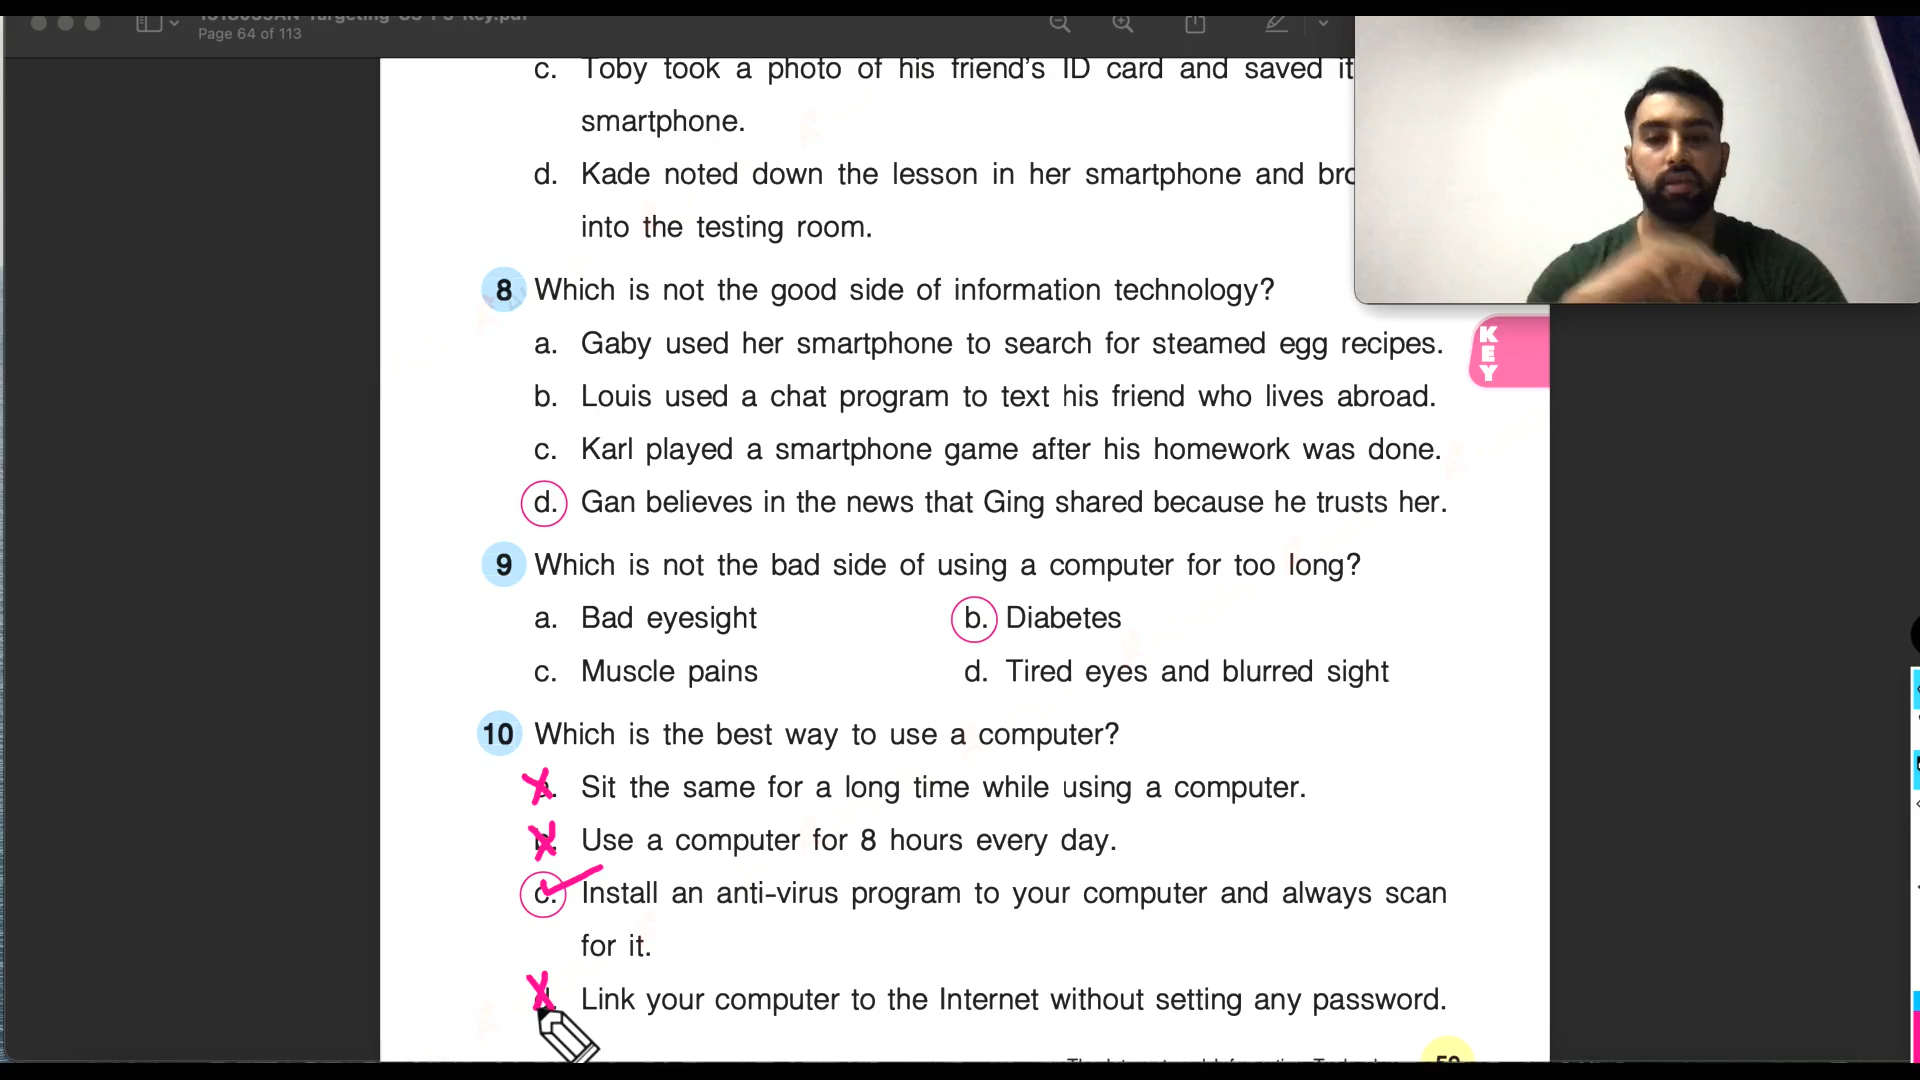 Page 64 of 113
c. Toby took a photo of his friend's ID card and saved it
smartphone.
d. Kade noted down the lesson in her smartphone and
into the testing room.
8 Which is not the good side of information technology?
a. Gaby used her smartphone to search for steamed egg recipes.
b. Louis used a chat program to text his friend who lives abroad.
c. Karl played a smartphone game after his homework was done.
d. Gan believes in the news that Ging shared because he trusts her.
KEY
9 Which is not the bad side of using a computer for too long?
a. Bad eyesight
b. Diabetes
c. Muscle pains
d. Tired eyes and blurred sight
10 Which is the best way to use a computer?
a. Sit the same for a long time while using a computer.
b. Use a computer for 8 hours every day.
c. Install an anti-virus program to your computer and always scan
for it.
d. Link your computer to the Internet without setting any password.